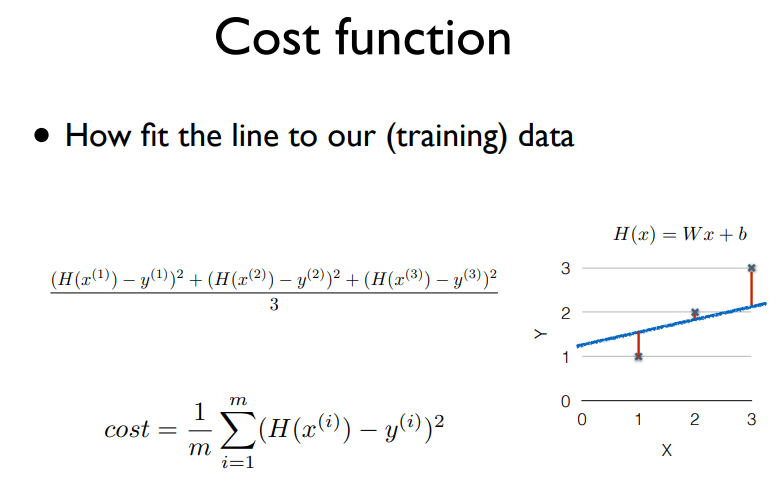 Cost function
• How fit the line to our (training) data
H(x) = Wx + b
(H(x^{(1)}) − y^{(1)})^2 + (H(x^{(2)}) − y^{(2)})^2 + (H(x^{(3)}) − y^{(3)})^2
3
cost = \frac{1}{m} \sum_{i=1}^{m} (H(x^{(i)}) − y^{(i)})^2
3
2
1
0
Y
0 1 2 3
X